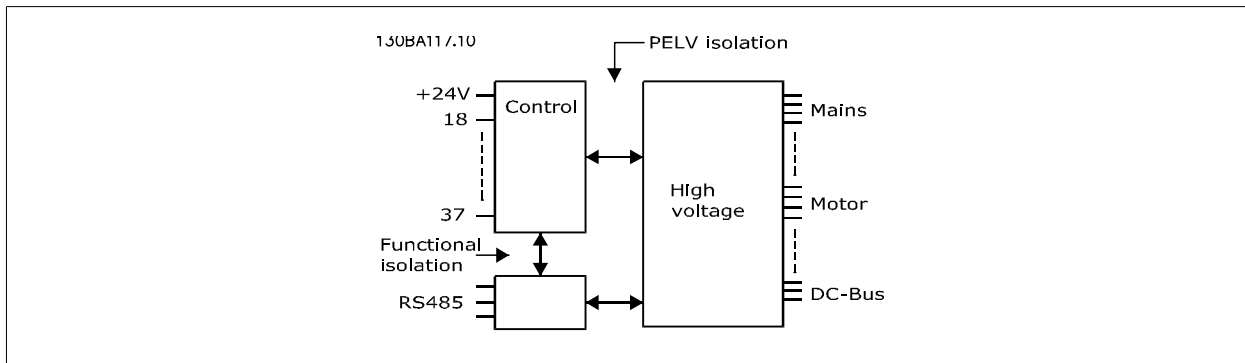 130BA117.10
PELV isolation
+24V
Control
18
Mains
High
voltage
37
Motor
Functional
isolation
RS485
DC-Bus